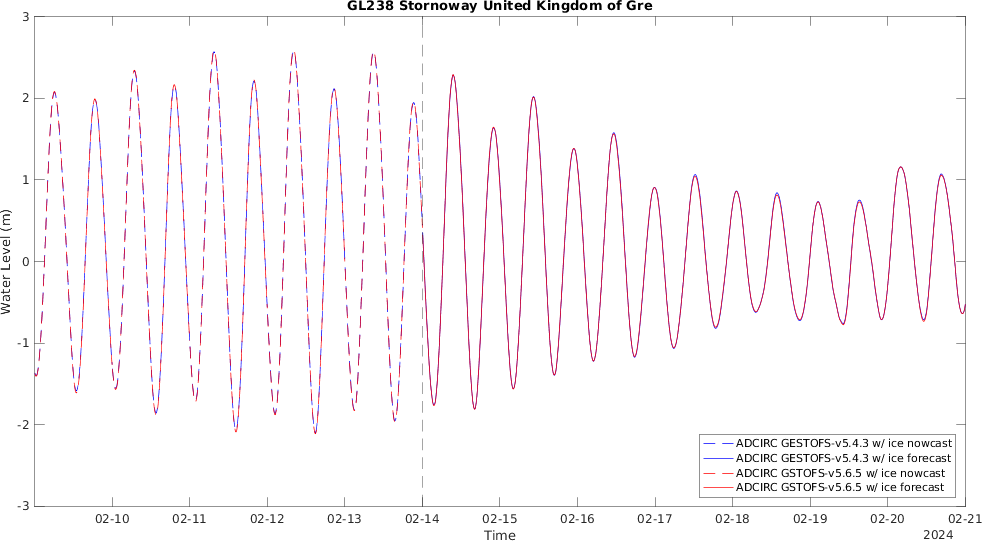 GL238 Stornoway United Kingdom of Gre
3
2
1
0
-1
-2
-3
Water Level (m)
02-10
02-11
02-12
02-13
02-14
02-15
02-16
02-17
02-18
02-19
02-20
02-21
Time
2024
ADCIRC GESTOFS-v5.4.3 w/ ice nowcast
ADCIRC GESTOFS-v5.4.3 w/ ice forecast
ADCIRC GSTOFS-v5.6.5 w/ ice nowcast
ADCIRC GSTOFS-v5.6.5 w/ ice forecast